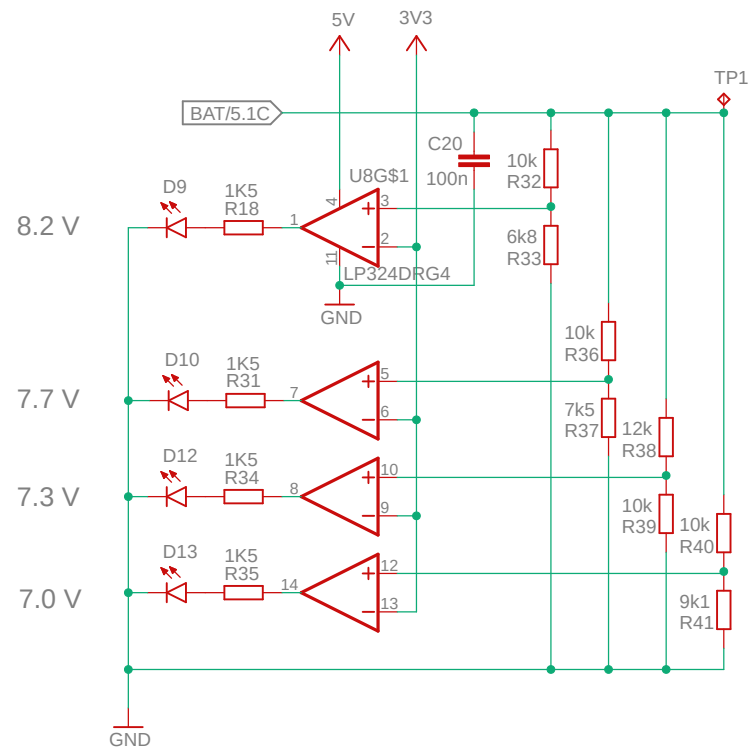 5V 3V3
TP1
BAT/5.1C
C20
100n
10k
R32
U8G$1
D9
1K5
R18
8.2 V
1
4
3
2
11
6k8
R33
LP324DRG4
GND
10k
R36
D10
1K5
R31
7.7 V
7
5
6
7k5
R37
12k
R38
D12
1K5
R34
7.3 V
8
10
9
10k
R39
10k
R40
D13
1K5
R35
7.0 V
14
12
13
9k1
R41
GND